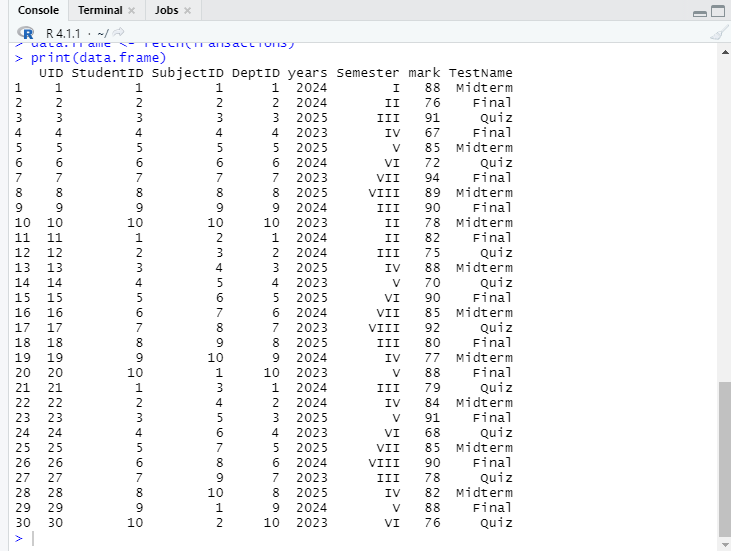 Console Terminal Jobs
R 4.1.1 · ~/
> data.frame <- fetch(Transactions)
> print(data.frame)
UID StudentID SubjectID DeptID years Semester mark TestName
1 1 1 1 1 2024 I 88 Midterm
2 2 2 2 2 2024 II 76 Final
3 3 3 3 3 2025 III 91 Quiz
4 4 4 4 4 2023 IV 67 Final
5 5 5 5 5 2025 V 85 Midterm
6 6 6 6 6 2024 VI 72 Quiz
7 7 7 7 7 2023 VII 94 Final
8 8 8 8 8 2025 VIII 89 Midterm
9 9 9 9 9 2024 III 90 Final
10 10 10 10 10 2023 II 78 Midterm
11 11 1 2 1 2024 II 82 Final
12 12 2 3 2 2024 III 75 Quiz
13 13 3 4 3 2025 IV 88 Midterm
14 14 4 5 4 2023 V 70 Quiz
15 15 5 6 5 2025 VI 90 Final
16 16 6 7 6 2024 VII 85 Midterm
17 17 7 8 7 2023 VIII 92 Quiz
18 18 8 9 8 2025 III 80 Final
19 19 9 10 9 2024 IV 77 Midterm
20 20 10 1 10 2023 V 88 Final
21 21 1 3 1 2024 III 79 Quiz
22 22 2 4 2 2024 IV 84 Midterm
23 23 3 5 3 2025 V 91 Final
24 24 4 6 4 2023 VI 68 Quiz
25 25 5 7 5 2025 VII 85 Midterm
26 26 6 8 6 2024 VIII 90 Final
27 27 7 9 7 2023 III 78 Quiz
28 28 8 10 8 2025 IV 82 Midterm
29 29 9 1 9 2024 V 88 Final
30 30 10 2 10 2023 VI 76 Quiz
>